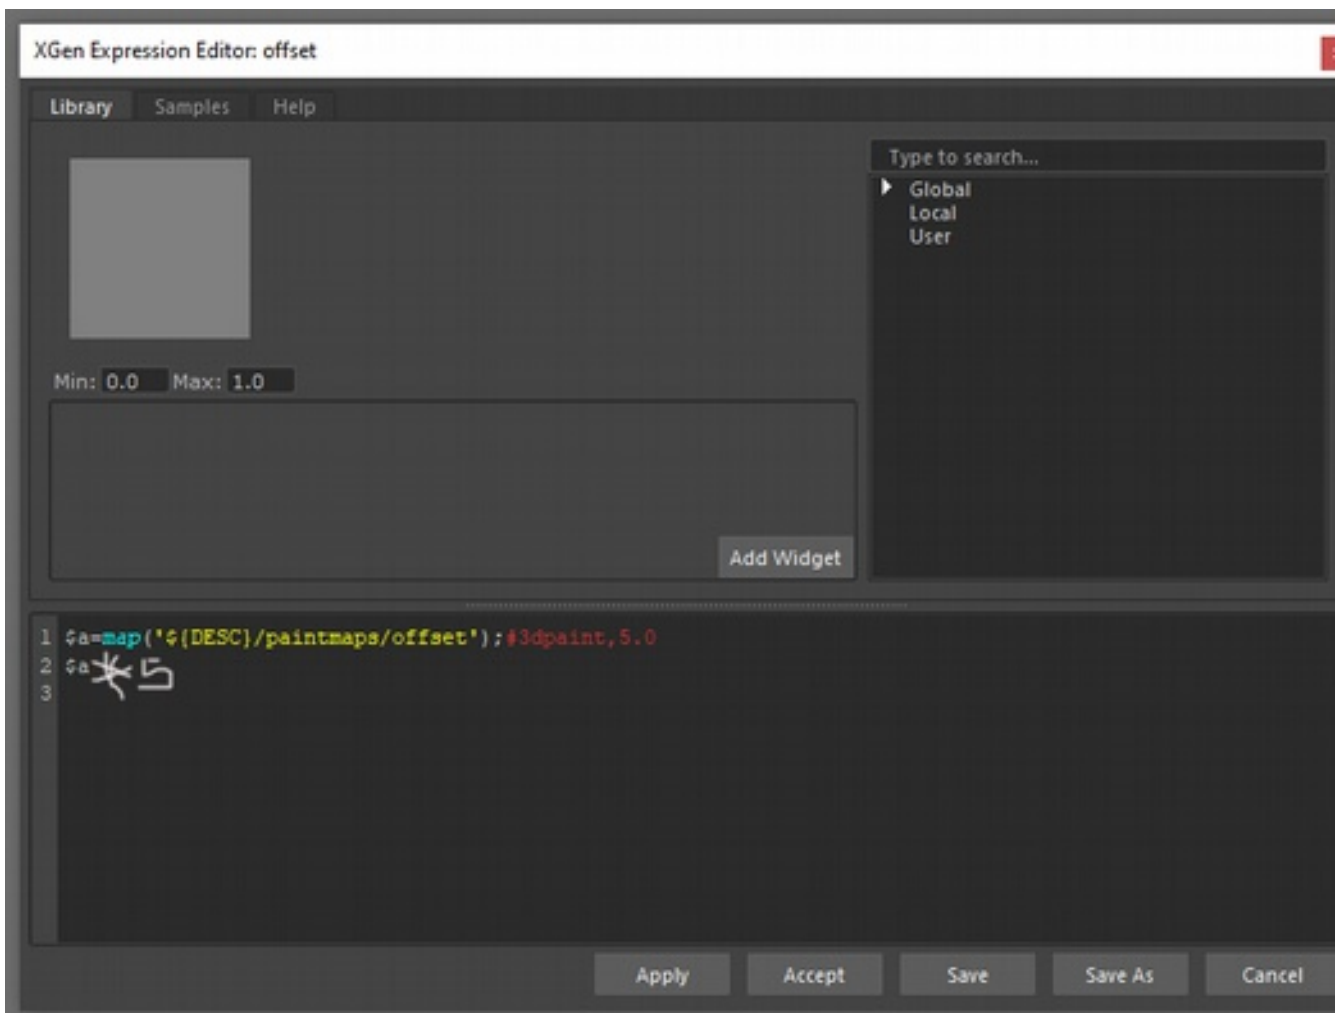 XGen Expression Editor: offset
Library Samples Help
Type to search...
Global
Local
User
Min: 0.0 Max: 1.0
Add Widget
1 $a=map('${DESC}/paintmaps/offset');#3dpaint,5.0
2 $a*5
3
Apply Accept Save Save As Cancel